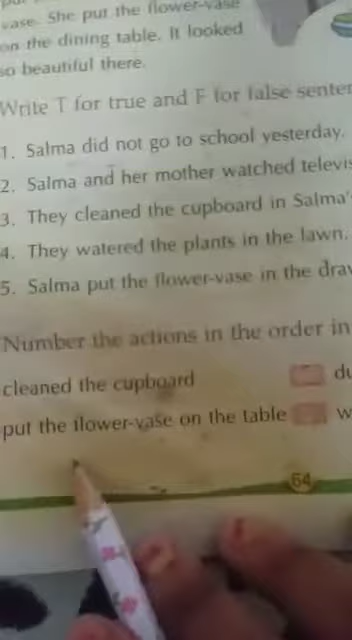 vase. She put the flower-vase
on the dining table. It looked
so beautiful there.
Write T for true and F for false
1. Salma did not go to school yesterday.
2. Salma and her mother watched
3. They cleaned the cupboard in Salma's
4. They watered the plants in the lawn.
5. Salma put the flower-vase in the
Number the actions in the order in
cleaned the cupboard
put the flower-vase on the table
64